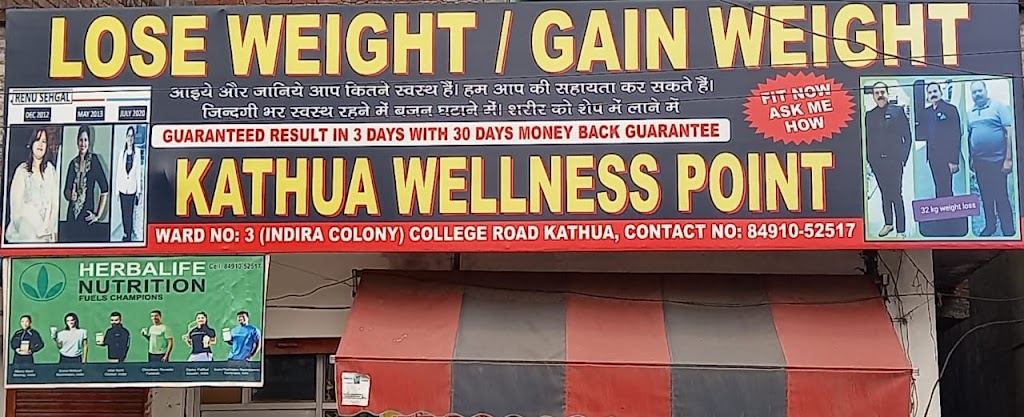 LOSE WEIGHT / GAIN WEIGHT
आइये और जानिये आप कितने स्वस्थ हैं। हम आप की सहायता कर सकते हैं।
जिन्दगी भर स्वस्थ रहने में बजन घटाने में। शरीर को शेप में लाने में
GUARANTEED RESULT IN 3 DAYS WITH 30 DAYS MONEY BACK GUARANTEE
KATHUA WELLNESS POINT
WARD NO: 3 (INDIRA COLONY) COLLEGE ROAD KATHUA, CONTACT NO: 84910-52517
RENU SEHGAL
DEC 2012 MAY 2013 JULY 2020
FIT NOW
ASK ME
HOW
32 kg weight loss
HERBALIFE
NUTRITION
FUELS CHAMPIONS
Cell: 84910-52517